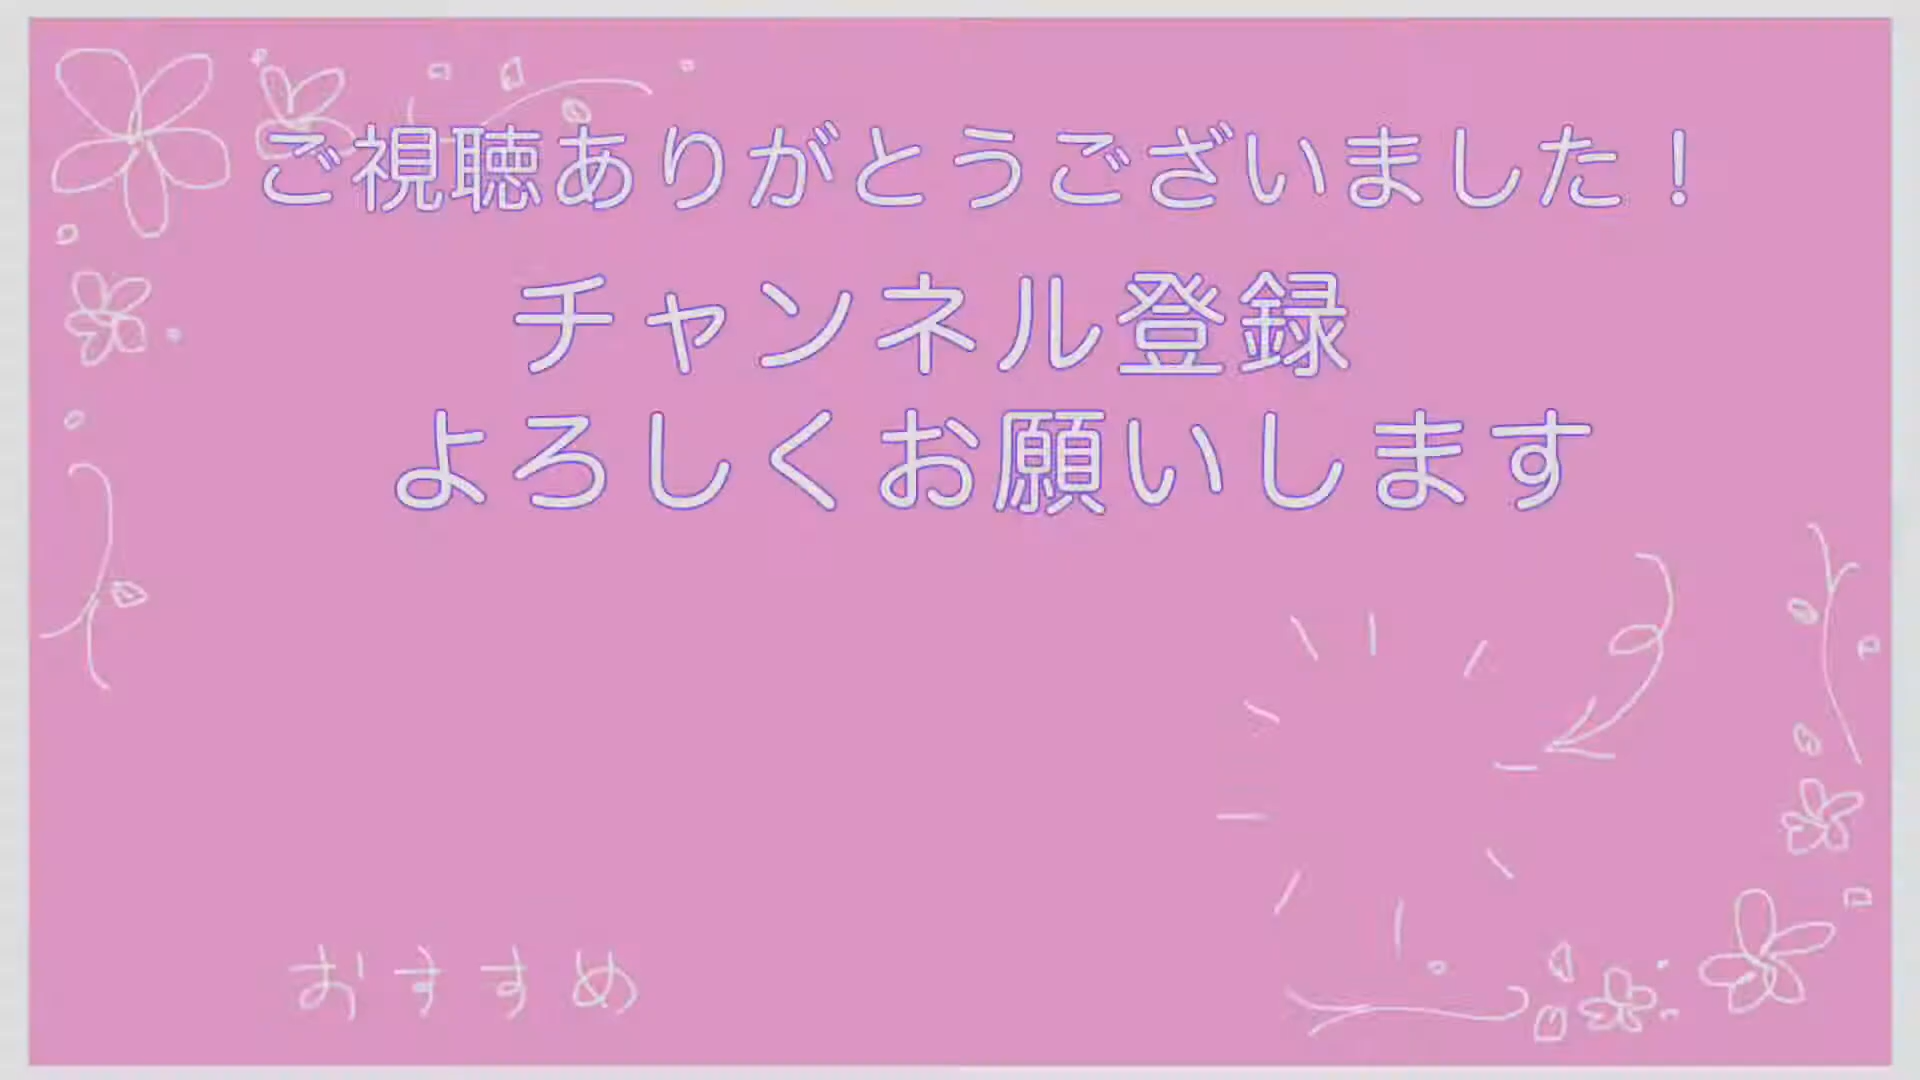 ご視聴ありがとうございました！
チャンネル登録
よろしくお願いします
おすすめ